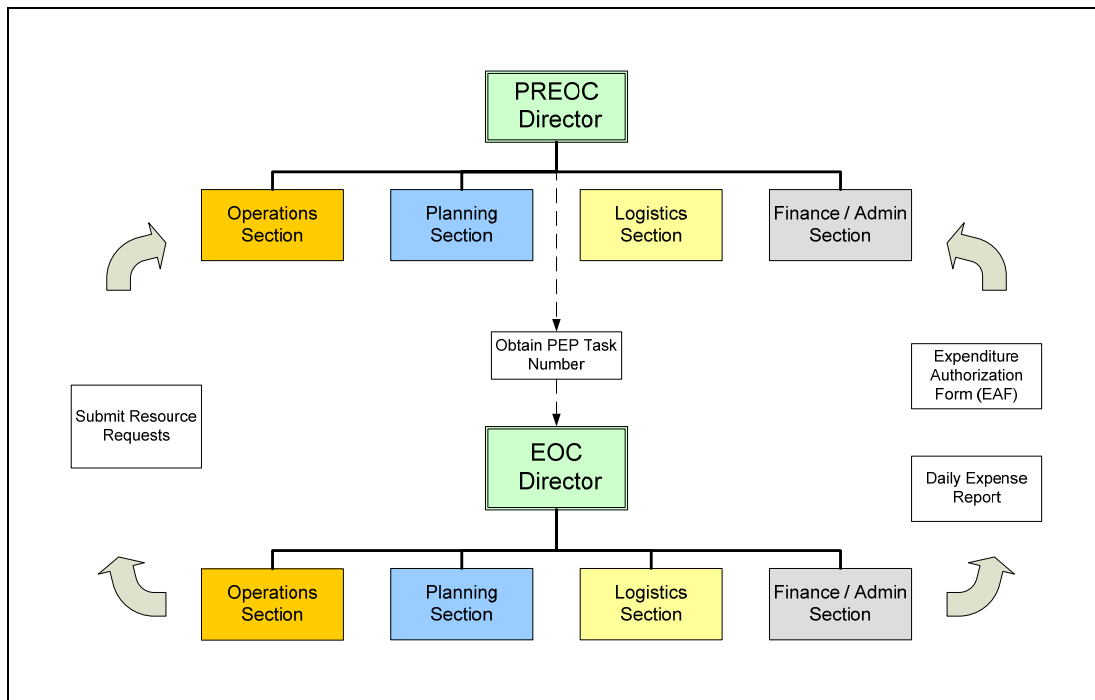 PREOC
Director
Operations
Section
Planning
Section
Logistics
Section
Finance / Admin
Section
Obtain PEP Task
Number
Expenditure
Authorization
Form (EAF)
Submit Resource
Requests
EOC
Director
Daily Expense
Report
Operations
Section
Planning
Section
Logistics
Section
Finance / Admin
Section